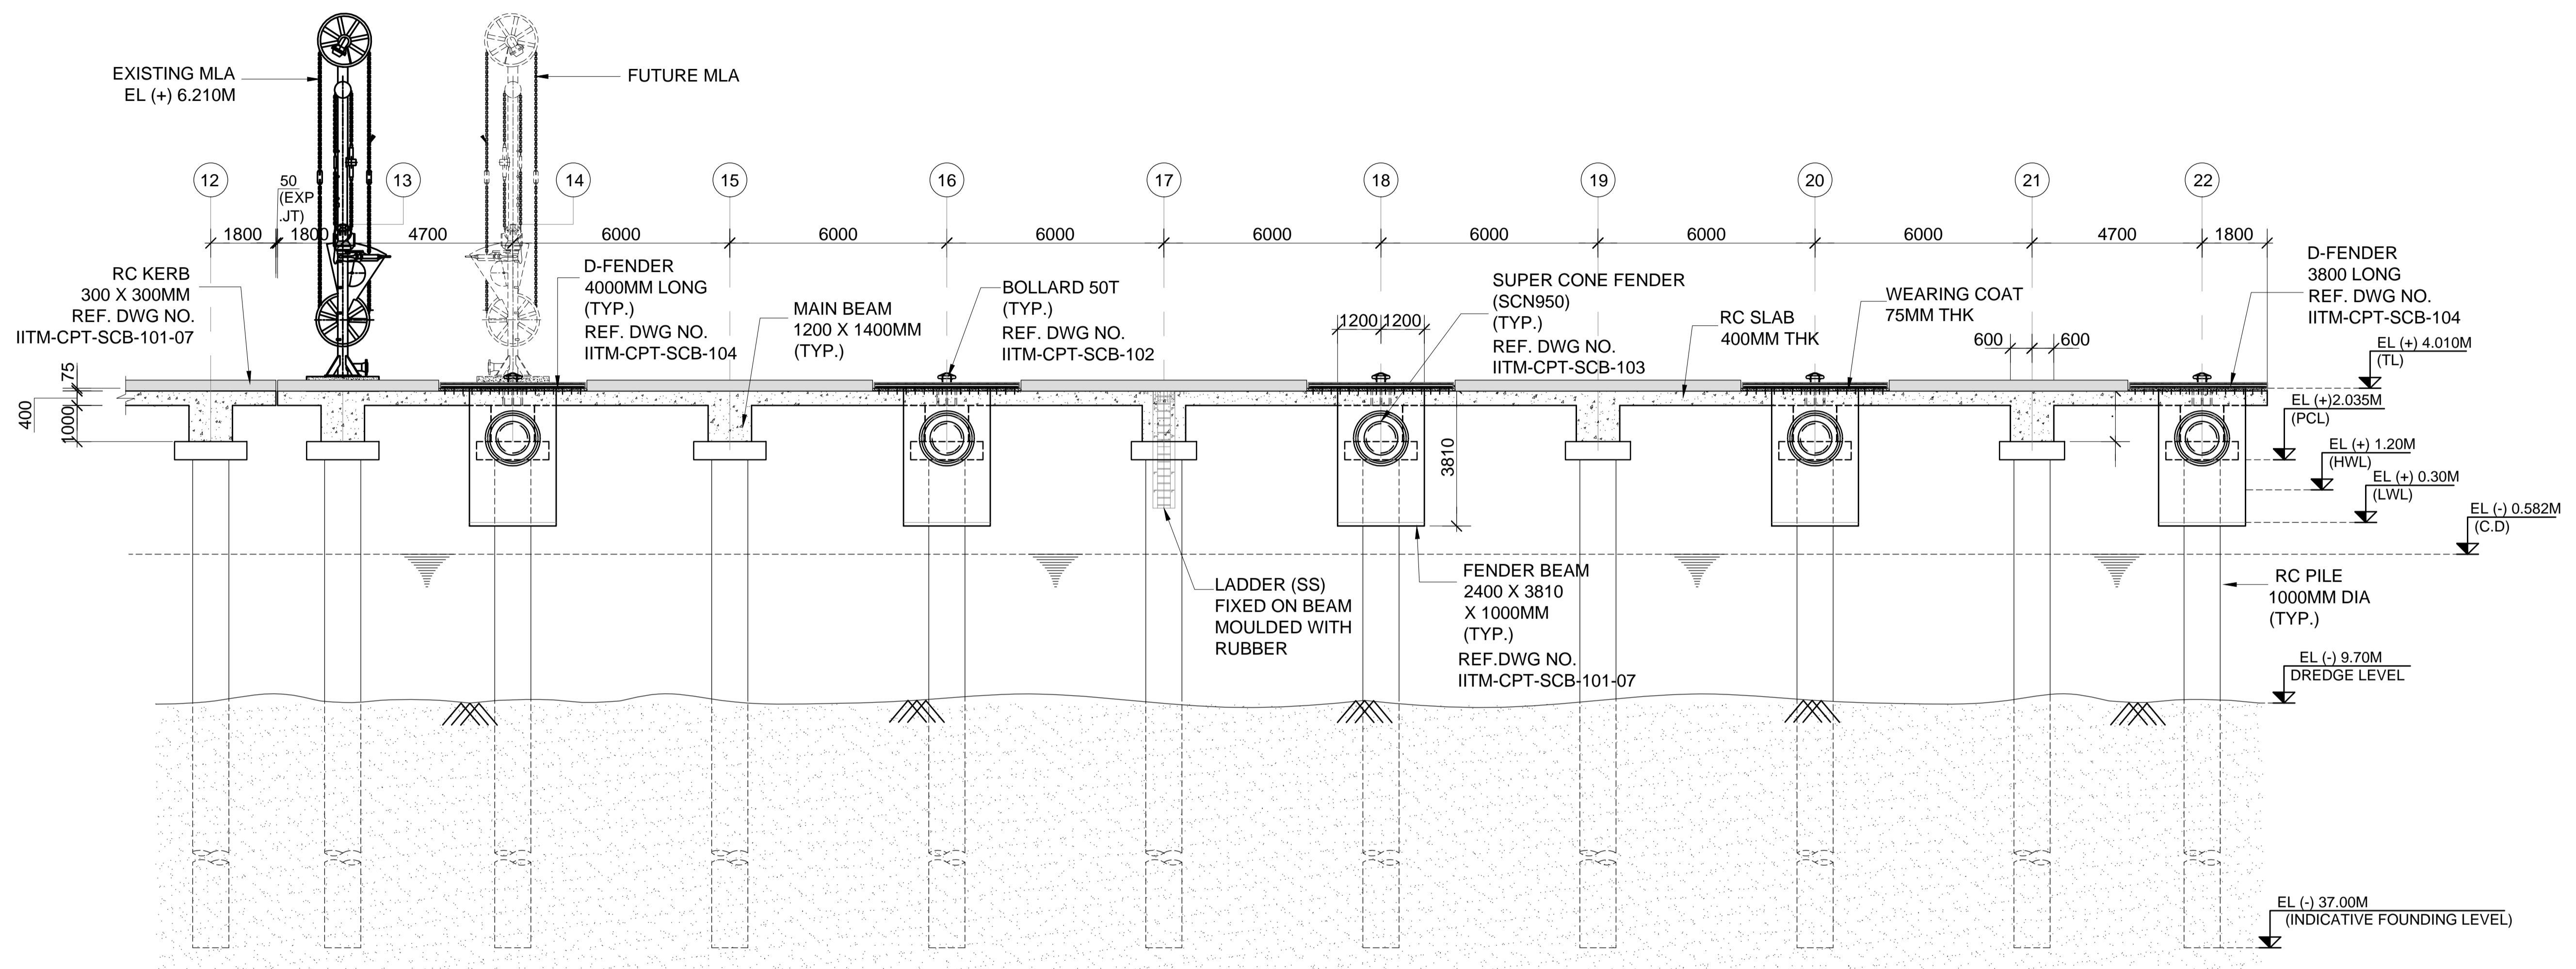 EXISTING MLA
EL (+) 6.210M
FUTURE MLA
12
13
14
15
16
17
18
19
20
21
22
50
(EXP
.JT)
1800
1800
4700
6000
6000
6000
6000
6000
6000
6000
4700
1800
RC KERB
300 X 300MM
REF. DWG NO.
IITM-CPT-SCB-101-07
D-FENDER
4000MM LONG
(TYP.)
REF. DWG NO.
IITM-CPT-SCB-104
MAIN BEAM
1200 X 1400MM
(TYP.)
BOLLARD 50T
(TYP.)
REF. DWG NO.
IITM-CPT-SCB-102
1200
1200
SUPER CONE FENDER
(SCN950)
(TYP.)
REF. DWG NO.
IITM-CPT-SCB-103
RC SLAB
400MM THK
WEARING COAT
75MM THK
600
600
D-FENDER
3800 LONG
REF. DWG NO.
IITM-CPT-SCB-104
75
400
1000
3810
EL (+) 4.010M
(TL)
EL (+)2.035M
(PCL)
EL (+) 1.20M
(HWL)
EL (+) 0.30M
(LWL)
EL (-) 0.582M
(C.D)
LADDER (SS)
FIXED ON BEAM
MOULDED WITH
RUBBER
FENDER BEAM
2400 X 3810
X 1000MM
(TYP.)
REF.DWG NO.
IITM-CPT-SCB-101-07
RC PILE
1000MM DIA
(TYP.)
EL (-) 9.70M
DREDGE LEVEL
EL (-) 37.00M
(INDICATIVE FOUNDING LEVEL)